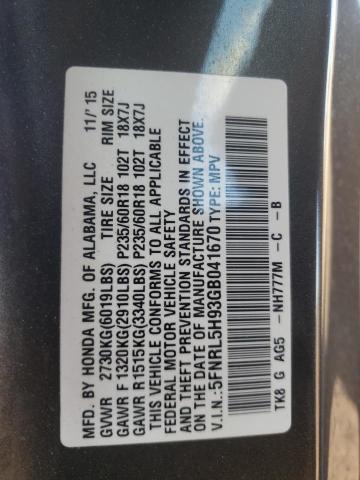 MFD. BY HONDA MFG. OF ALABAMA, LLC 11/'15
GVWR 2730KG(6019LBS) TIRE SIZE RIM SIZE
GAWR F 1320KG(2910LBS) P235/60R18 102T 18X7J
GAWR R1515KG(3340LBS) P235/60R18 102T 18X7J
THIS VEHICLE CONFORMS TO ALL APPLICABLE
FEDERAL MOTOR VEHICLE SAFETY
AND THEFT PREVENTION STANDARDS IN EFFECT
ON THE DATE OF MANUFACTURE SHOWN ABOVE.
V.I.N.: 5FNRL5H93GB041670 TYPE: MPV
TK8 G AG5 -NH777M -C -B